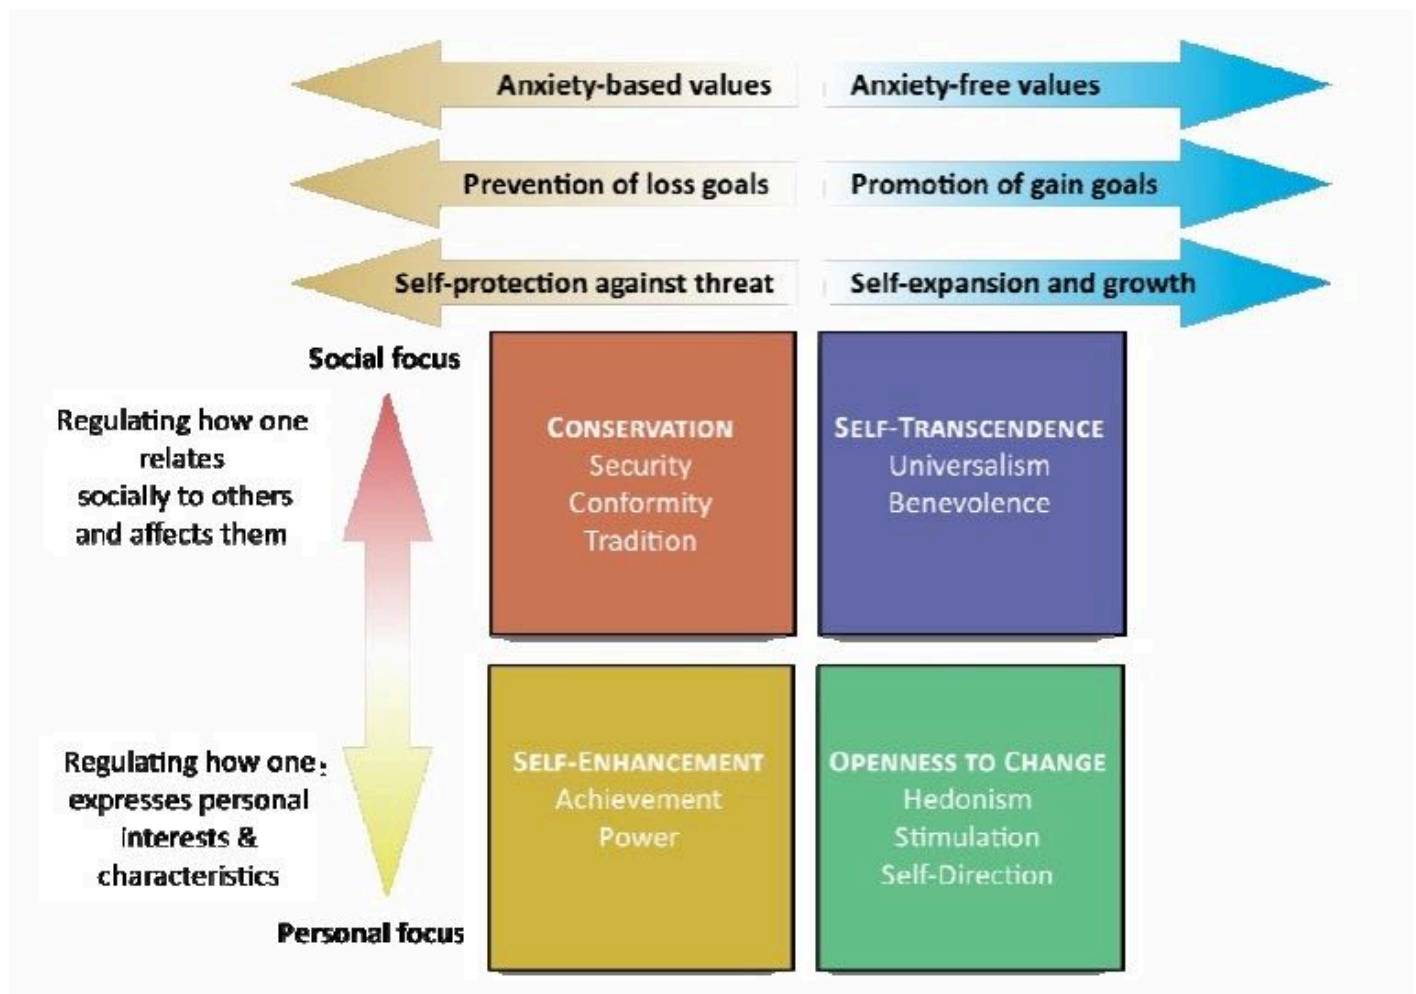 Anxiety-based values
Anxiety-free values
Prevention of loss goals
Promotion of gain goals
Self-protection against threat
Self-expansion and growth
Social focus
Regulating how one
relates
socially to others
and affects them
CONSERVATION
Security
Conformity
Tradition
SELF-TRANSCENDENCE
Universalism
Benevolence
Regulating how one
expresses personal
interests &
characteristics
Personal focus
SELF-ENHANCEMENT
Achievement
Power
OPENNESS TO CHANGE
Hedonism
Stimulation
Self-Direction